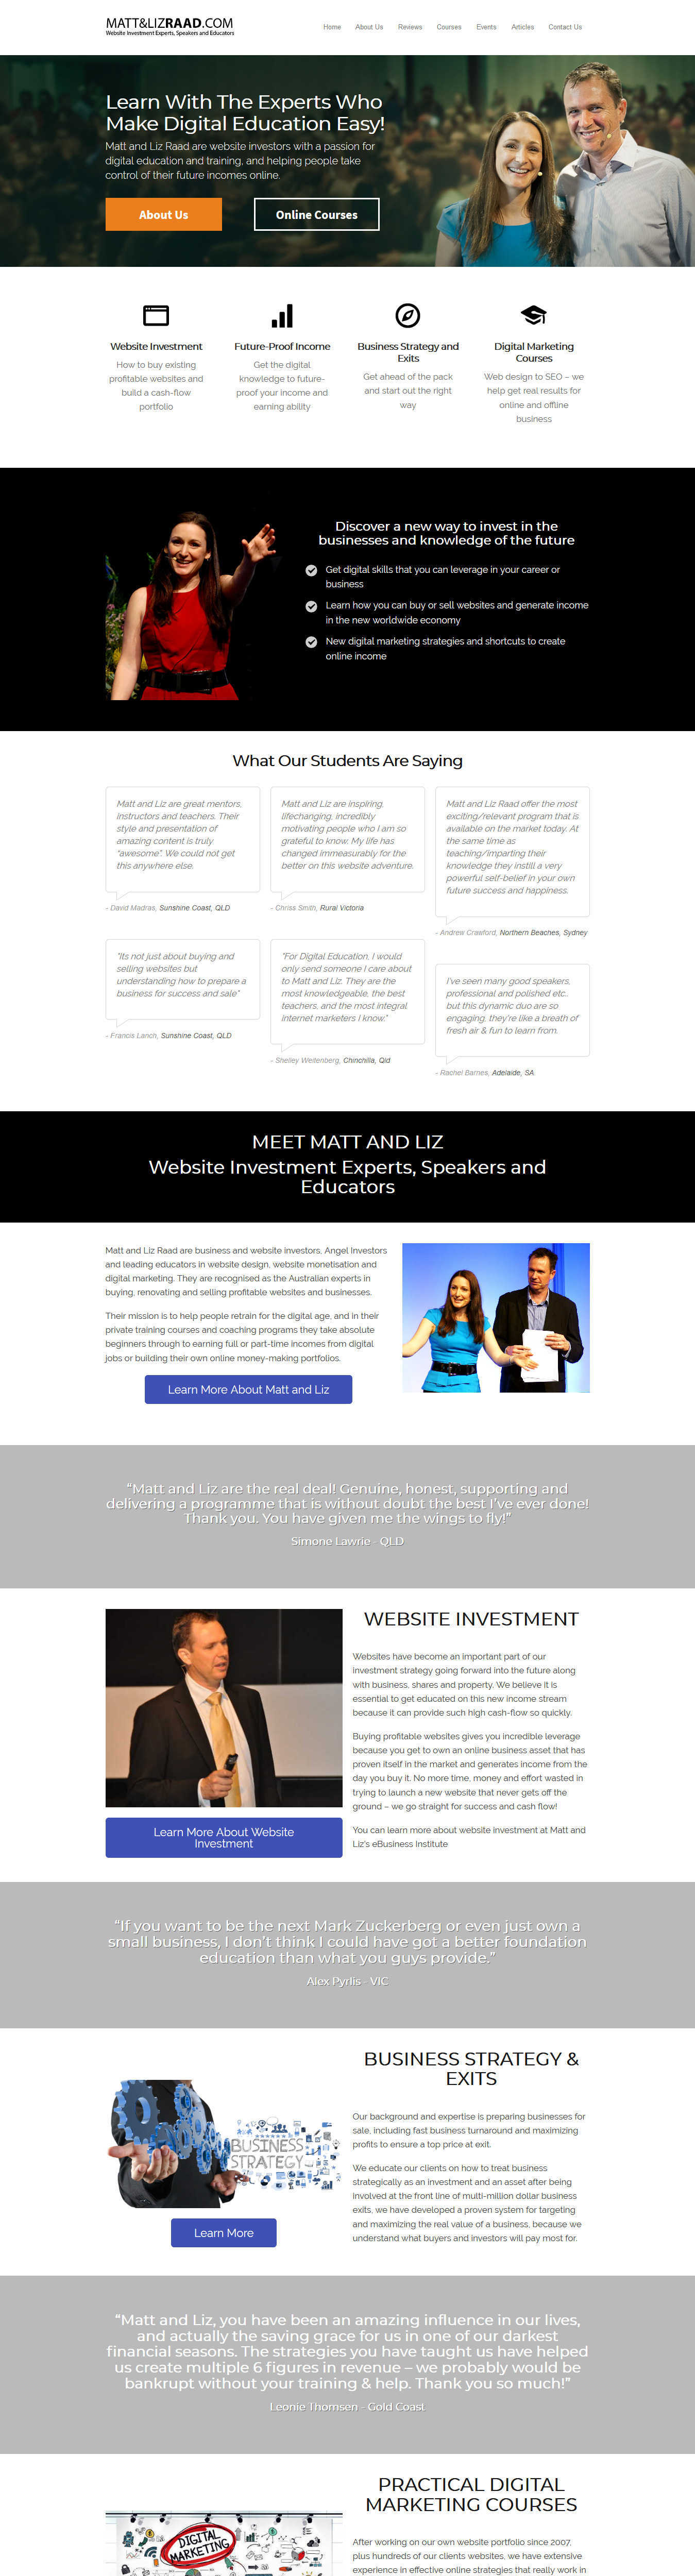 MATT&LIZRAAD.COM
Website Investment Experts, Speakers and Educators
Home About Us Reviews Courses Events Articles Contact Us
Learn With The Experts Who
Make Digital Education Easy!
Matt and Liz Raad are website investors with a passion for
digital education and training, and helping people take
control of their future incomes online.
About Us
Online Courses
Website Investment
How to buy existing
profitable websites and
build a cash-flow
portfolio
Future-Proof Income
Get the digital
knowledge to future-
proof your income and
earning ability
Business Strategy and
Exits
Get ahead of the pack
and start out the right
way
Digital Marketing
Courses
Web design to SEO – we
help get real results for
online and offline
business
Discover a new way to invest in the
businesses and knowledge of the future
Get digital skills that you can leverage in your career or
business
Learn how you can buy or sell websites and generate income
in the new worldwide economy
New digital marketing strategies and shortcuts to create
online income
What Our Students Are Saying
Matt and Liz are great mentors,
instructors and teachers. Their
style and presentation of
amazing content is truly
"awesome". We could not get
this anywhere else.
- David Madras, Sunshine Coast, QLD
Matt and Liz are inspiring,
lifechanging, incredibly
motivating people who I am so
grateful to know. My life has
changed immeasurably for the
better on this website adventure.
- Chriss Smith, Rural Victoria
Matt and Liz Raad offer the most
exciting/relevant program that is
available on the market today. At
the same time as
teaching/imparting their
knowledge they instill a very
powerful self-belief in your own
future success and happiness.
- Andrew Crawford, Northern Beaches, Sydney
"Its not just about buying and
selling websites but
understanding how to prepare a
business for success and sale"
- Francis Lanch, Sunshine Coast, QLD
"For Digital Education, I would
only send someone I care about
to Matt and Liz. They are the
most knowledgeable, the best
teachers, and the most integral
internet marketers I know."
- Shelley Weitenberg, Chinchilla, Qld
I've seen many good speakers,
professional and polished etc..
but this dynamic duo are so
engaging, they're like a breath of
fresh air & fun to learn from.
- Rachel Barnes, Adelaide, SA
MEET MATT AND LIZ
Website Investment Experts, Speakers and
Educators
Matt and Liz Raad are business and website investors, Angel Investors
and leading educators in website design, website monetisation and
digital marketing. They are recognised as the Australian experts in
buying, renovating and selling profitable websites and businesses.
Their mission is to help people retrain for the digital age, and in their
private training courses and coaching programs they take absolute
beginners through to earning full or part-time incomes from digital
jobs or building their own online money-making portfolios.
Learn More About Matt and Liz
"Matt and Liz are the real deal! Genuine, honest, supporting and
delivering a programme that is without doubt the best I've ever done!
Thank you. You have given me the wings to fly!"
Simone Lawrie - QLD
WEBSITE INVESTMENT
Websites have become an important part of our
investment strategy going forward into the future along
with business, shares and property. We believe it is
essential to get educated on this new income stream
because it can provide such high cash-flow so quickly.
Buying profitable websites gives you incredible leverage
because you get to own an online business asset that has
proven itself in the market and generates income from the
day you buy it. No more time, money and effort wasted in
trying to launch a new website that never gets off the
ground – we go straight for success and cash flow!
You can learn more about website investment at Matt and
Liz's eBusiness Institute
Learn More About Website
Investment
"If you want to be the next Mark Zuckerberg or even just own a
small business, I don't think I could have got a better foundation
education than what you guys provide."
Alex Pyrlis - VIC
BUSINESS STRATEGY &
EXITS
BUSINESS
STRATEGY
Our background and expertise is preparing businesses for
sale, including fast business turnaround and maximizing
profits to ensure a top price at exit.
We educate our clients on how to treat business
strategically as an investment and an asset after being
involved at the front line of multi-million dollar business
exits, we have developed a proven system for targeting
and maximizing the real value of a business, because we
understand what buyers and investors will pay most for.
Learn More
"Matt and Liz, you have been an amazing influence in our lives,
and actually the saving grace for us in one of our darkest
financial seasons. The strategies you have taught us have helped
us create multiple 6 figures in revenue – we probably would be
bankrupt without your training & help. Thank you so much!"
Leonie Thomsen - Gold Coast
PRACTICAL DIGITAL
MARKETING COURSES
DIGITAL
MARKETING
After working on our own website portfolio since 2007,
plus hundreds of our clients websites, we have extensive
experience in effective online strategies that really work in